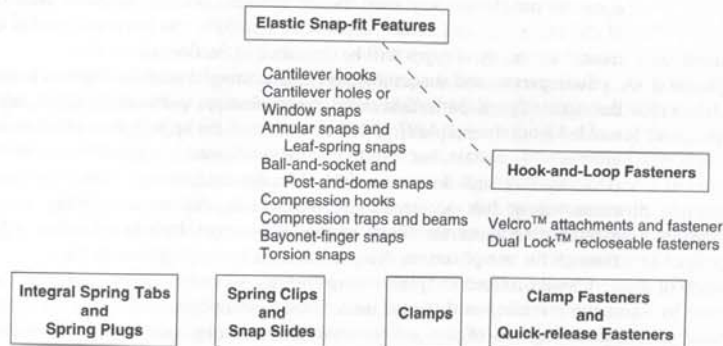 Elastic Snap-fit Features
Cantilever hooks
Cantilever holes or
Window snaps
Annular snaps and
Leaf-spring snaps
Ball-and-socket and
Post-and-dome snaps
Compression hooks
Compression traps and beams
Bayonet-finger snaps
Torsion snaps
Hook-and-Loop Fasteners
Velcro™ attachments and fastener
Dual Lock™ recloseable fasteners
Integral Spring Tabs
and
Spring Plugs
Spring Clips
and
Snap Slides
Clamps
Clamp Fasteners
and
Quick-release Fasteners